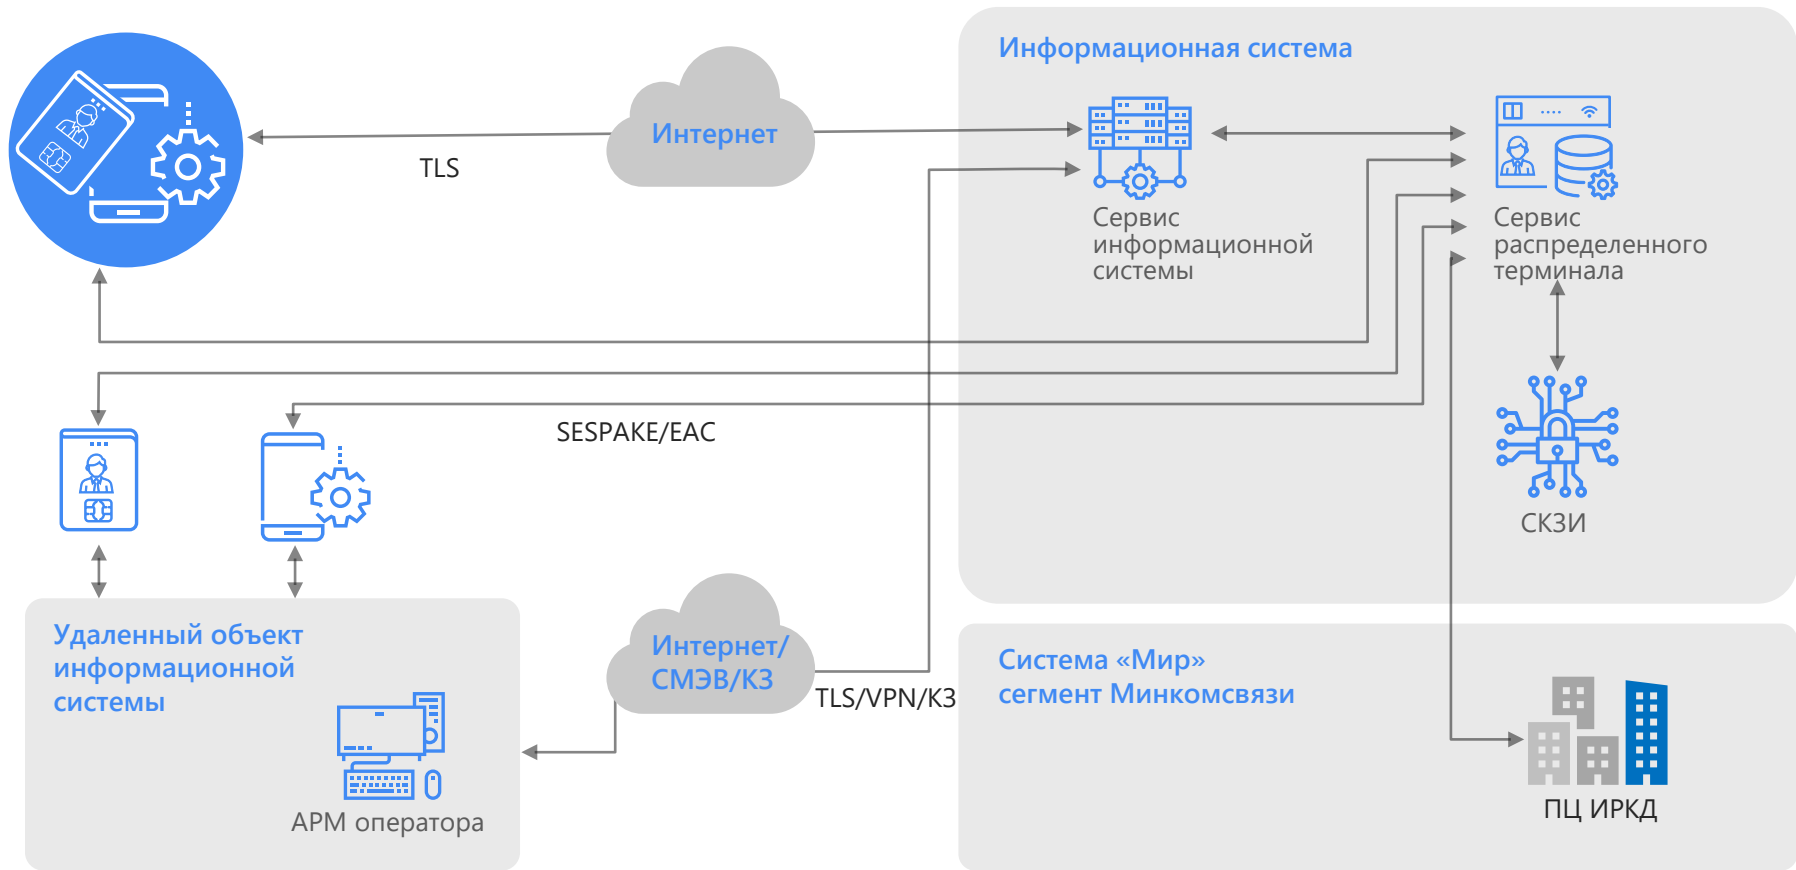 Информационная система
Интернет
TLS
Сервис
информационной
системы
Сервис
распределенного
терминала
SESPAKE/EAC
СКЗИ
Удаленный объект
информационной
системы
Интернет/
СМЭВ/КЗ
TLS/VPN/КЗ
Система «Мир»
сегмент Минкомсвязи
АРМ оператора
ПЦ ИРКД